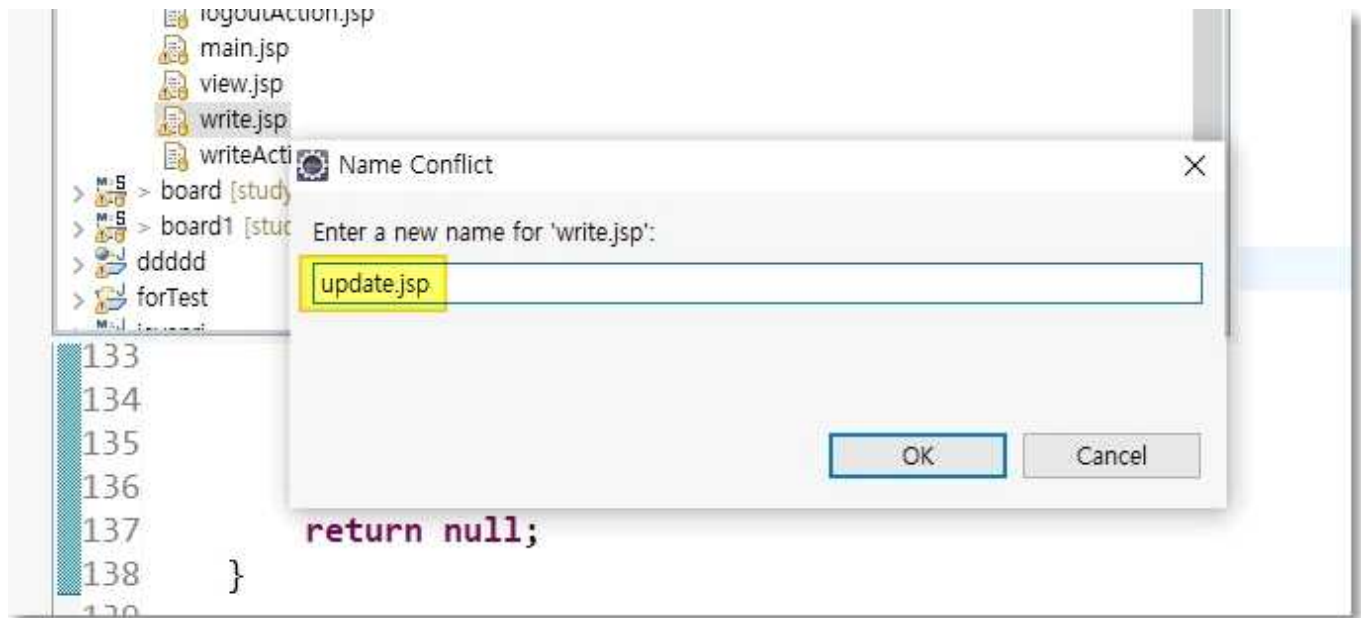 logoutAction.jsp
main.jsp
view.jsp
write.jsp
writeActi
> board [study
> board1 [stud
ddddd
forTest
Name Conflict
Enter a new name for 'write.jsp':
update.jsp
OK
Cancel
133
134
135
136
137 return null;
138 }